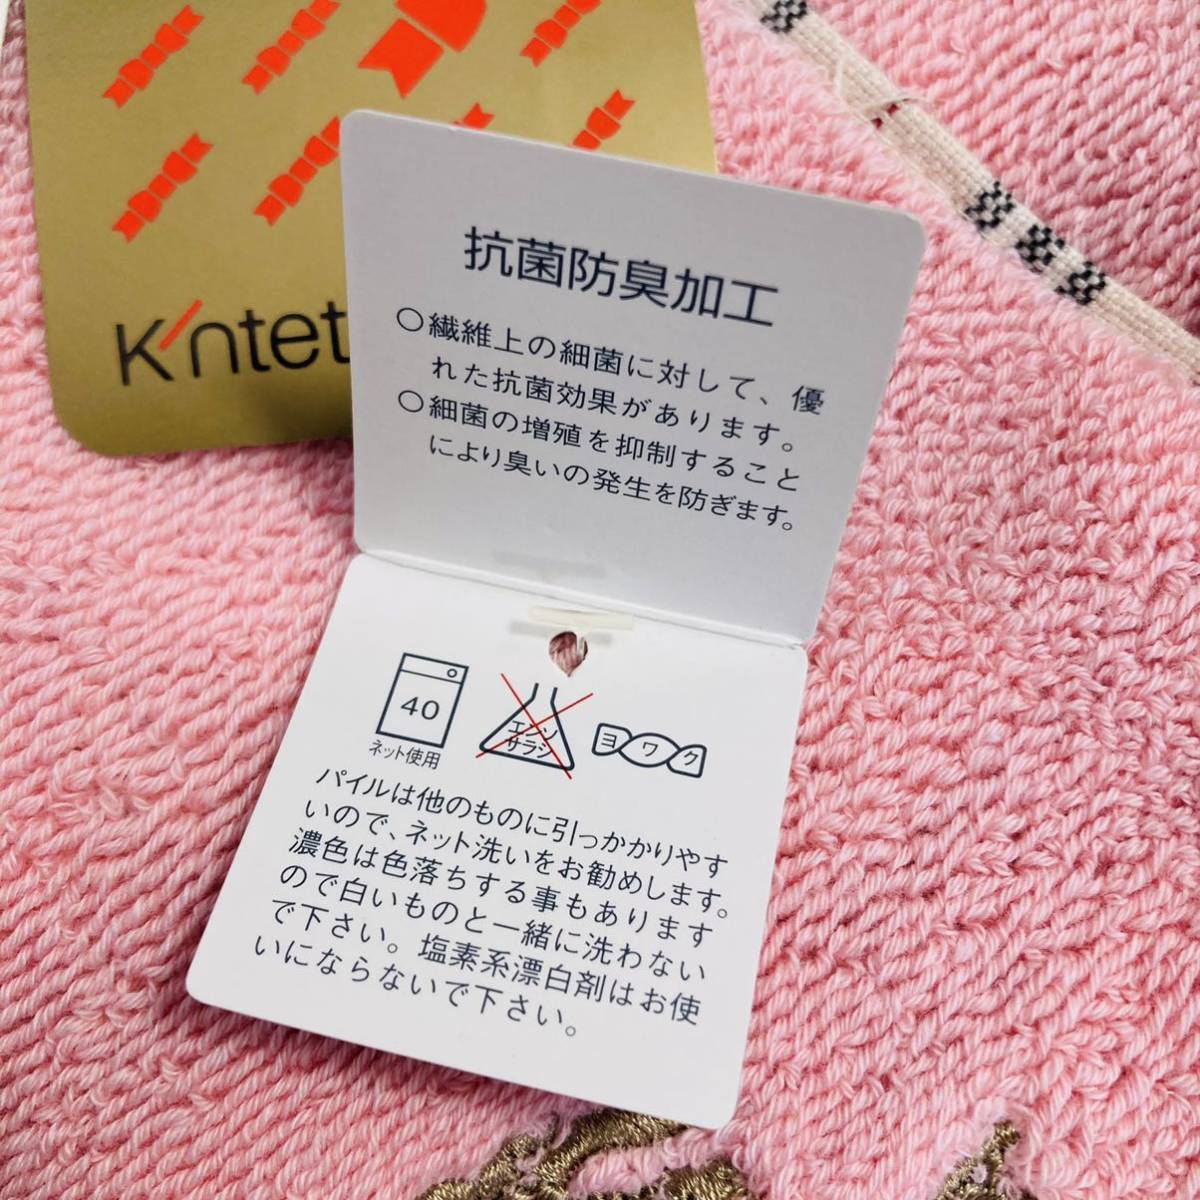 Kintet
抗菌防臭加工
○繊維上の細菌に対して、優
れた抗菌効果があります。
○細菌の増殖を抑制すること
により臭いの発生を防ぎます。
40
ネット使用
エンソ
サラシ
ヨワク
パイルは他のものに引っかかりやす
いので、ネット洗いをお勧めします。
濃色は色落ちする事もあります
ので白いものと一緒に洗わない
で下さい。塩素系漂白剤はお使
いにならないで下さい。